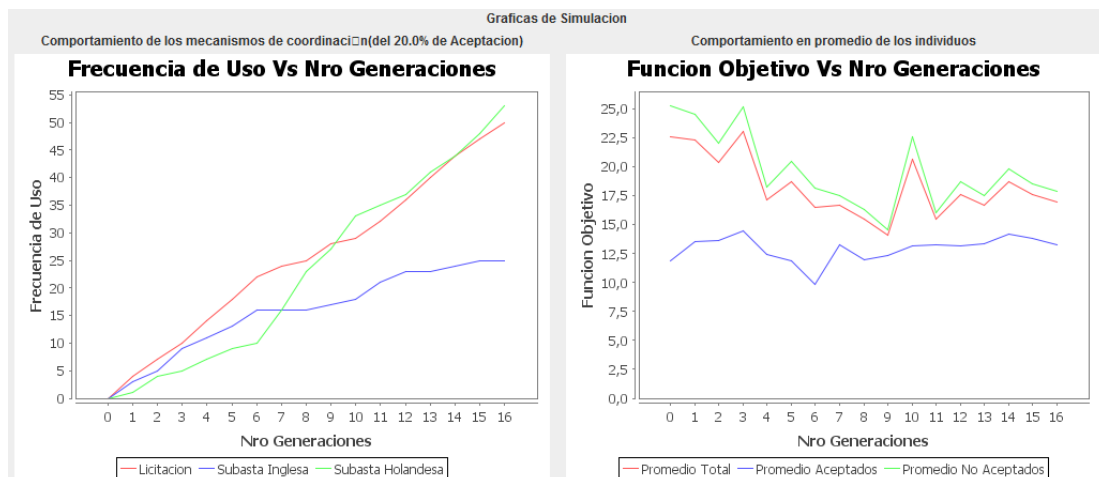 Graficas de Simulacion
Comportamiento de los mecanismos de coordinaci□n(del 20.0% de Aceptacion)
Frecuencia de Uso Vs Nro Generaciones
Frecuencia de Uso
55
50
45
40
35
30
25
20
15
10
5
0
0 1 2 3 4 5 6 7 8 9 10 11 12 13 14 15 16
Nro Generaciones
Licitacion Subasta Inglesa Subasta Holandesa
Comportamiento en promedio de los individuos
Funcion Objetivo Vs Nro Generaciones
Funcion Objetivo
25,0
22,5
20,0
17,5
15,0
12,5
10,0
7,5
5,0
2,5
0,0
0 1 2 3 4 5 6 7 8 9 10 11 12 13 14 15 16
Nro Generaciones
Promedio Total Promedio Aceptados Promedio No Aceptados